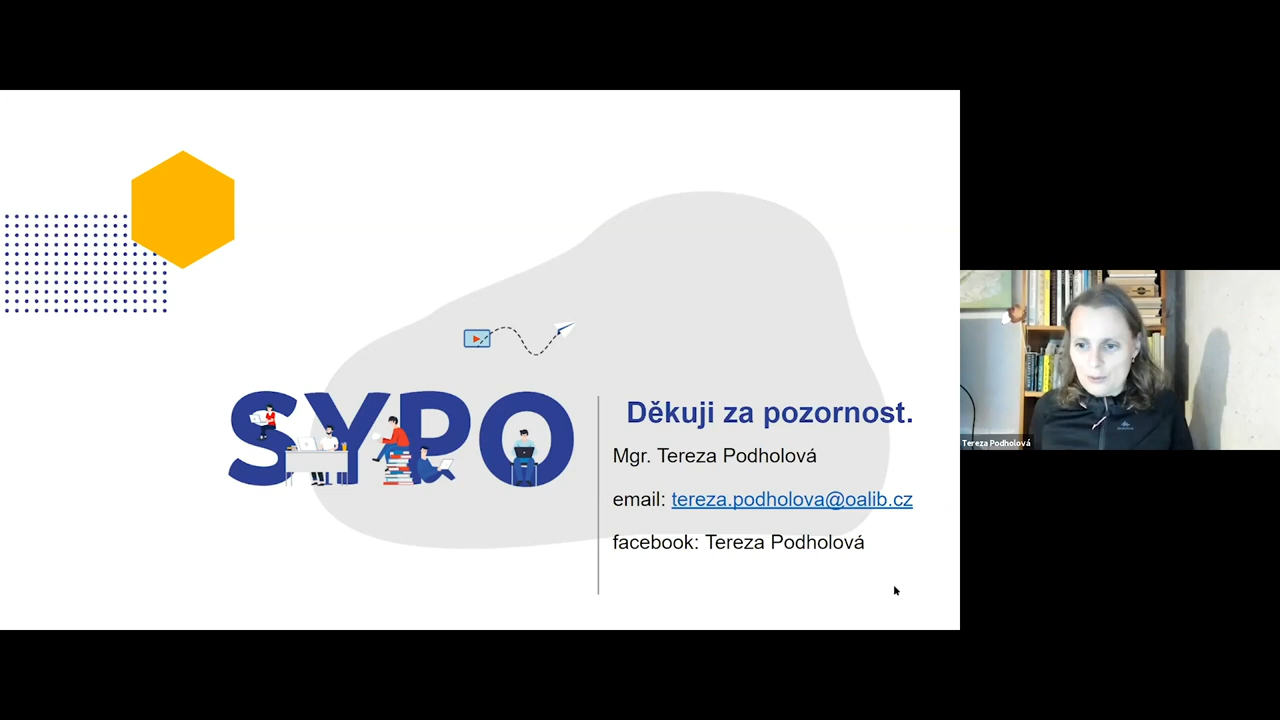 SYPO
Děkuji za pozornost.
Mgr. Tereza Podholová
email: tereza.podholova@oalib.cz
facebook: Tereza Podholová
Tereza Podholová